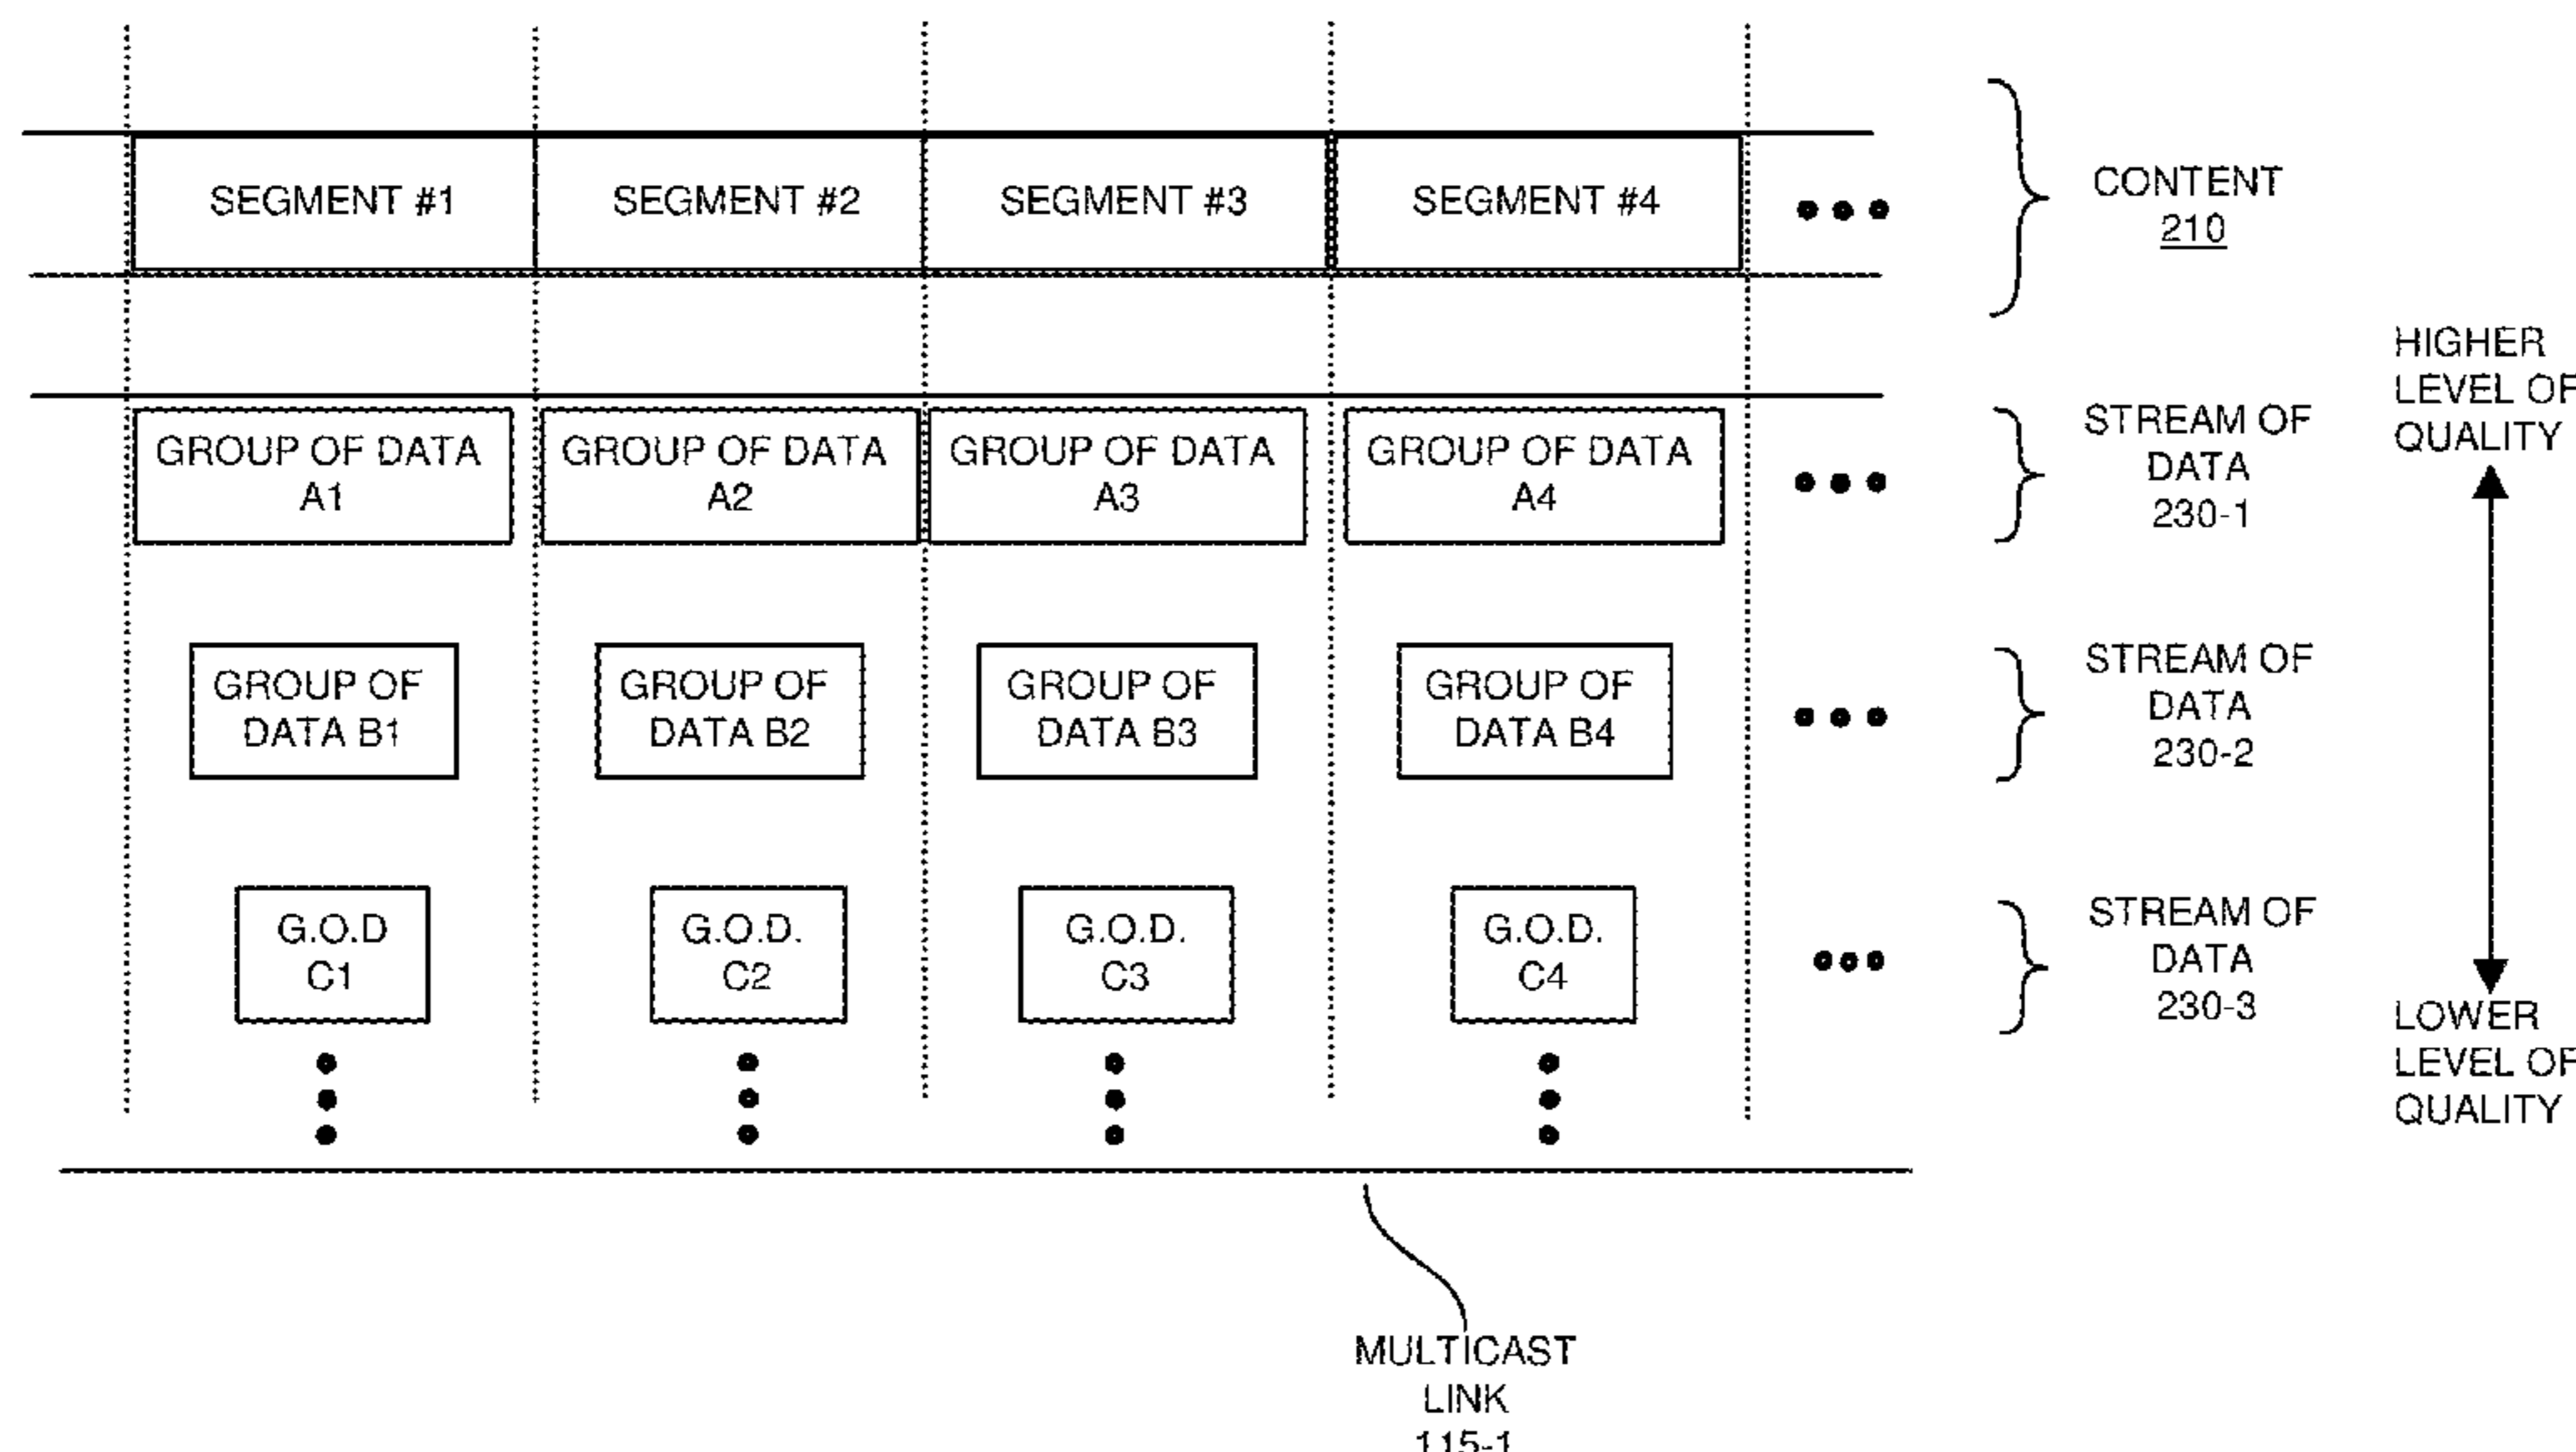 SEGMENT #1
SEGMENT #2
SEGMENT #3
SEGMENT #4
CONTENT
210
HIGHER
LEVEL OF
QUALITY
GROUP OF DATA
A1
GROUP OF DATA
A2
GROUP OF DATA
A3
GROUP OF DATA
A4
STREAM OF
DATA
230-1
GROUP OF
DATA B1
GROUP OF
DATA B2
GROUP OF
DATA B3
GROUP OF
DATA B4
STREAM OF
DATA
230-2
G.O.D
C1
G.O.D.
C2
G.O.D.
C3
G.O.D.
C4
STREAM OF
DATA
230-3
LOWER
LEVEL OF
QUALITY
MULTICAST
LINK
115-1